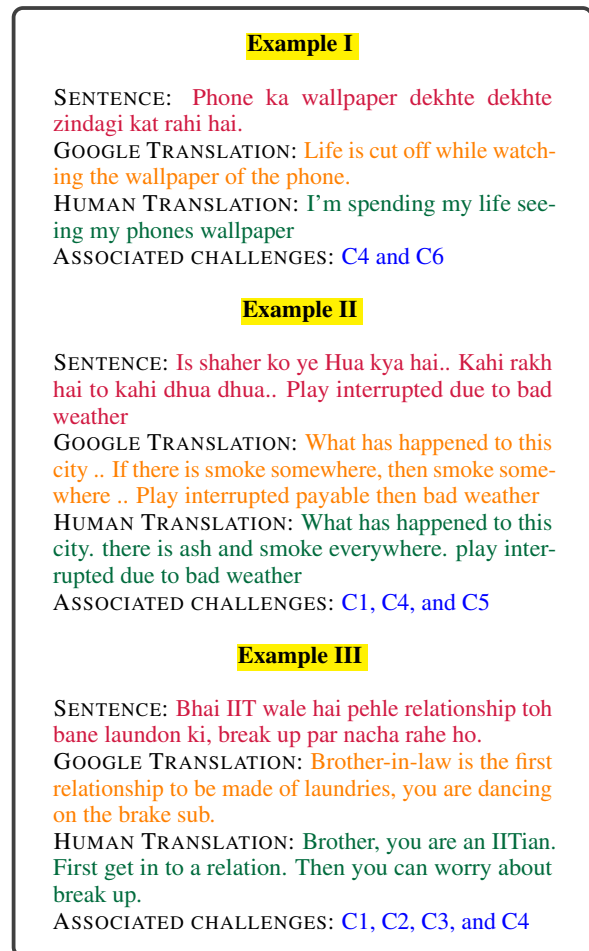 Example I
SENTENCE: Phone ka wallpaper dekhte dekhte
zindagi kat rahi hai.
GOOGLE TRANSLATION: Life is cut off while watch-
ing the wallpaper of the phone.
HUMAN TRANSLATION: I'm spending my life see-
ing my phones wallpaper
ASSOCIATED CHALLENGES: C4 and C6
Example II
SENTENCE: Is shaher ko ye Hua kya hai.. Kahi rakh
hai to kahi dhua dhua.. Play interrupted due to bad
weather
GOOGLE TRANSLATION: What has happened to this
city .. If there is smoke somewhere, then smoke some-
where .. Play interrupted payable then bad weather
HUMAN TRANSLATION: What has happened to this
city. there is ash and smoke everywhere. play inter-
rupted due to bad weather
ASSOCIATED CHALLENGES: C1, C4, and C5
Example III
SENTENCE: Bhai IIT wale hai pehle relationship toh
bane laundon ki, break up par nacha rahe ho.
GOOGLE TRANSLATION: Brother-in-law is the first
relationship to be made of laundries, you are dancing
on the brake sub.
HUMAN TRANSLATION: Brother, you are an IITian.
First get in to a relation. Then you can worry about
break up.
ASSOCIATED CHALLENGES: C1, C2, C3, and C4